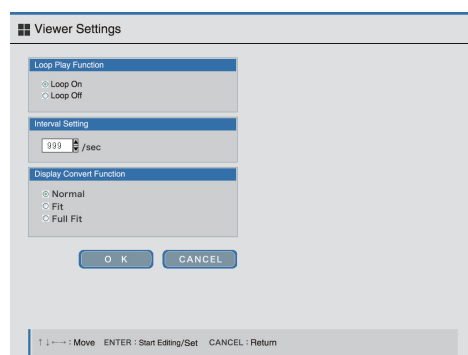 Viewer Settings
Loop Play Function
Loop On
Loop Off
Interval Setting
999 /sec
Display Convert Function
Normal
Fit
Full Fit
O K CANCEL
↑↓←→ : Move ENTER : Start Editing/Set CANCEL : Return